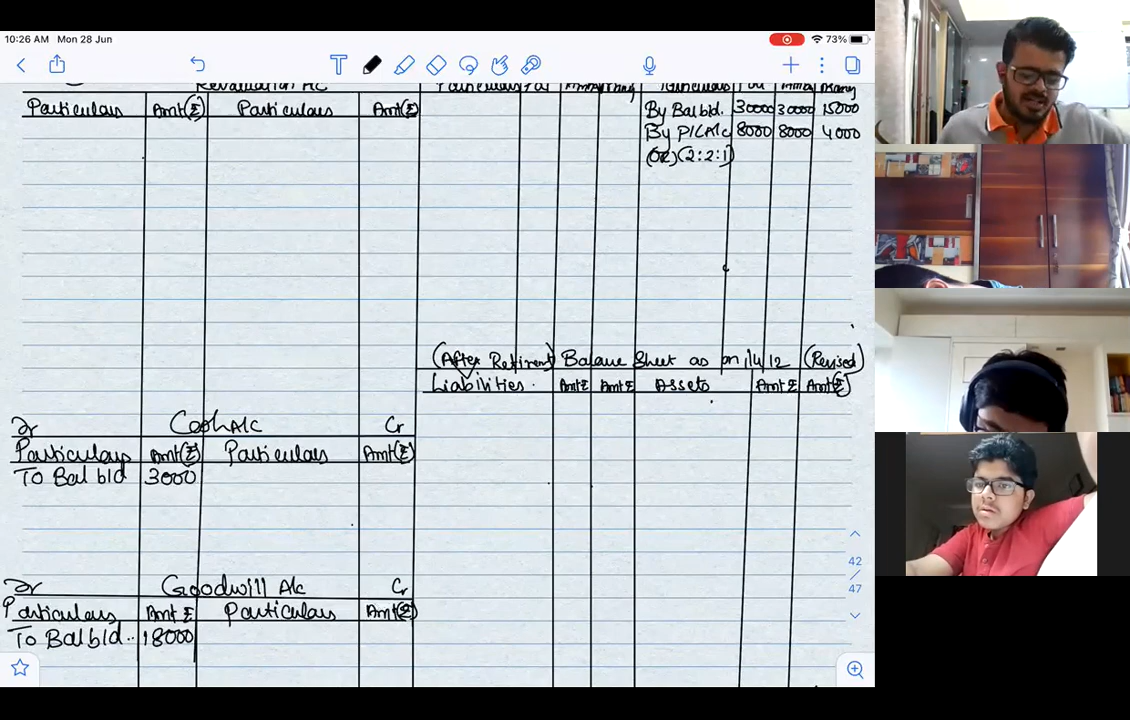 10:26 AM Mon 28 Jun
73%
Revaluation A/c
Particulars Amt(₹) Particulars Amt(₹)
By Bal b/d. 30000 30000 15000
By P/L A/c 8000 8000 4000
(OR) (2:2:1)
(After Retirement) Balance Sheet as on 1/4/12 (Revised)
Liabilities. Amt₹ Amt₹ Assets Amt₹ Amt(₹)
Dr Cash A/c Cr
Particulars Amt(₹) Particulars Amt(₹)
To Bal b/d 3000
Dr Goodwill A/c Cr
Particulars Amt ₹ Particulars Amt(₹)
To Bal b/d.. 18000
42
/
47